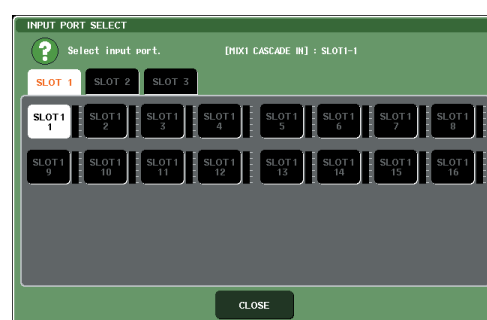 INPUT PORT SELECT
? Select input port. [MIX1 CASCADE IN] : SLOT1-1
SLOT 1 SLOT 2 SLOT 3
SLOT1 SLOT1 SLOT1 SLOT1 SLOT1 SLOT1 SLOT1 SLOT1
1 2 3 4 5 6 7 8
SLOT1 SLOT1 SLOT1 SLOT1 SLOT1 SLOT1 SLOT1 SLOT1
9 10 11 12 13 14 15 16
CLOSE